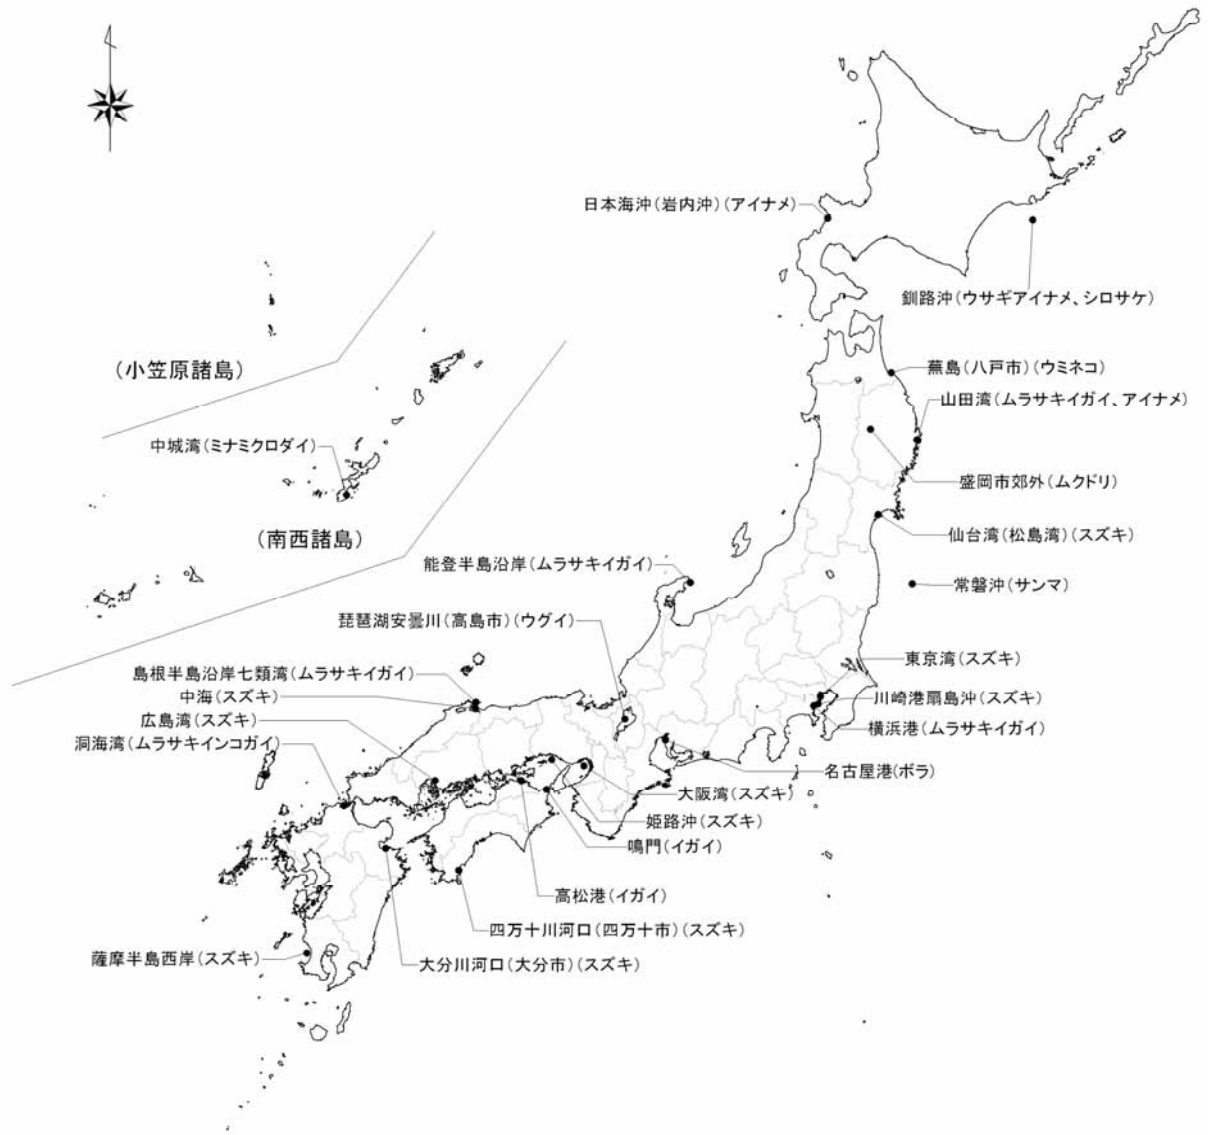 日本海沖(岩内沖)(アイナメ)
釧路沖(ウサギアイナメ、シロサケ)
(小笠原諸島)
蕪島(八戸市)(ウミネコ)
山田湾(ムラサキイガイ、アイナメ)
中城湾(ミナミクロダイ)
盛岡市郊外(ムクドリ)
(南西諸島)
仙台湾(松島湾)(スズキ)
能登半島沿岸(ムラサキイガイ)
常磐沖(サンマ)
琵琶湖安曇川(高島市)(ウグイ)
東京湾(スズキ)
島根半島沿岸七類湾(ムラサキイガイ)
中海(スズキ)
川崎港扇島沖(スズキ)
広島湾(スズキ)
横浜港(ムラサキイガイ)
洞海湾(ムラサキインコガイ)
名古屋港(ボラ)
大阪湾(スズキ)
姫路沖(スズキ)
鳴門(イガイ)
高松港(イガイ)
四万十川河口(四万十市)(スズキ)
薩摩半島西岸(スズキ)
大分川河口(大分市)(スズキ)